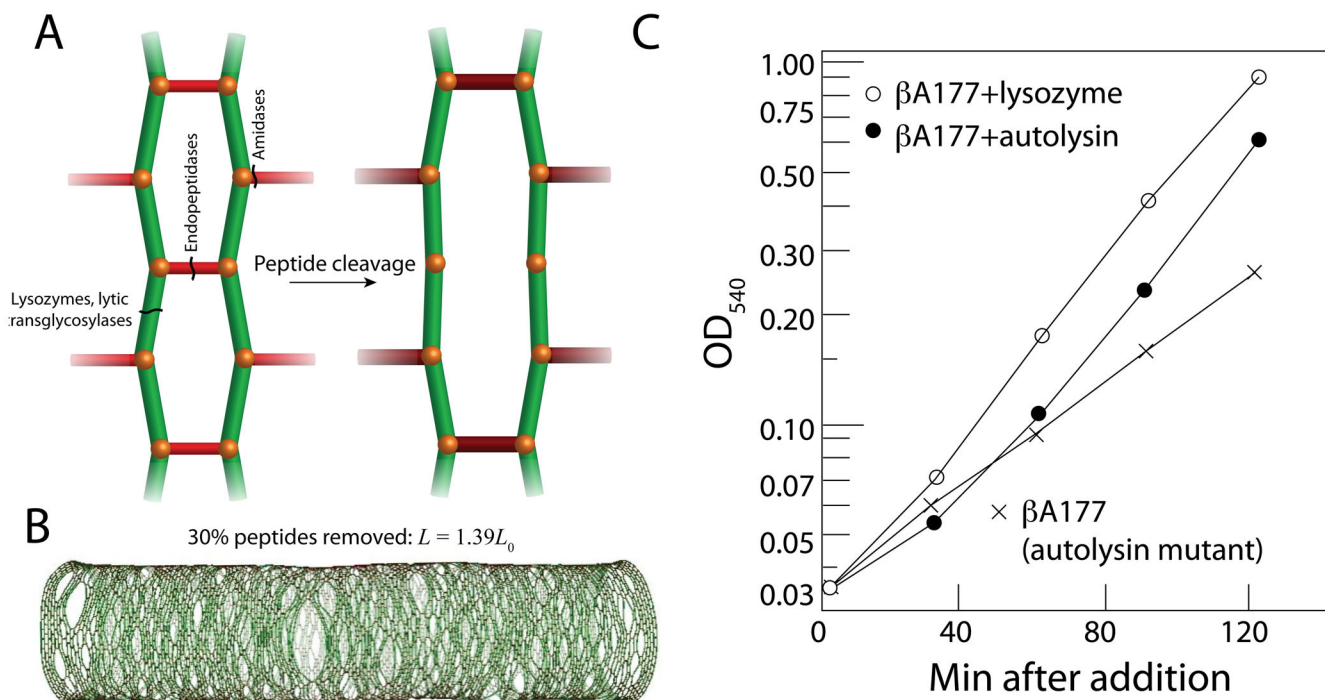 A
Amidases
Endopeptidases
Peptide cleavage
Lysozymes, lytic
transglycosylases
B
30% peptides removed: L = 1.39L₀
C
βA177+lysozyme
βA177+autolysin
βA177
(autolysin mutant)
OD₅₄₀
1.00
0.75
0.50
0.30
0.20
0.10
0.07
0.05
0.03
0
40
80
120
Min after addition